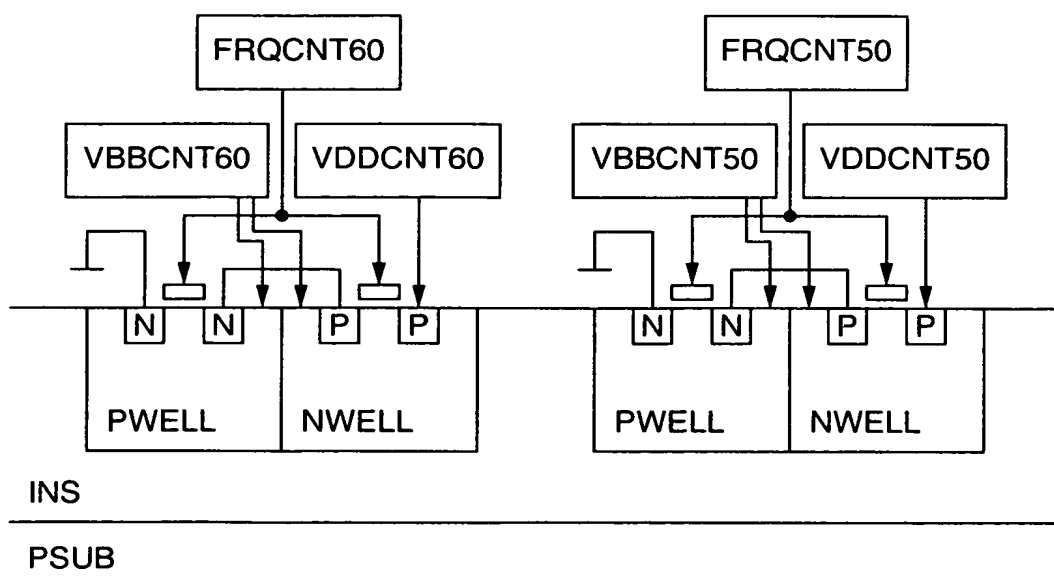 FRQCNT60 FRQCNT50
VBBCNT60 VDDCNT60 VBBCNT50 VDDCNT50
N N P P N N P P
PWELL NWELL PWELL NWELL
INS
PSUB